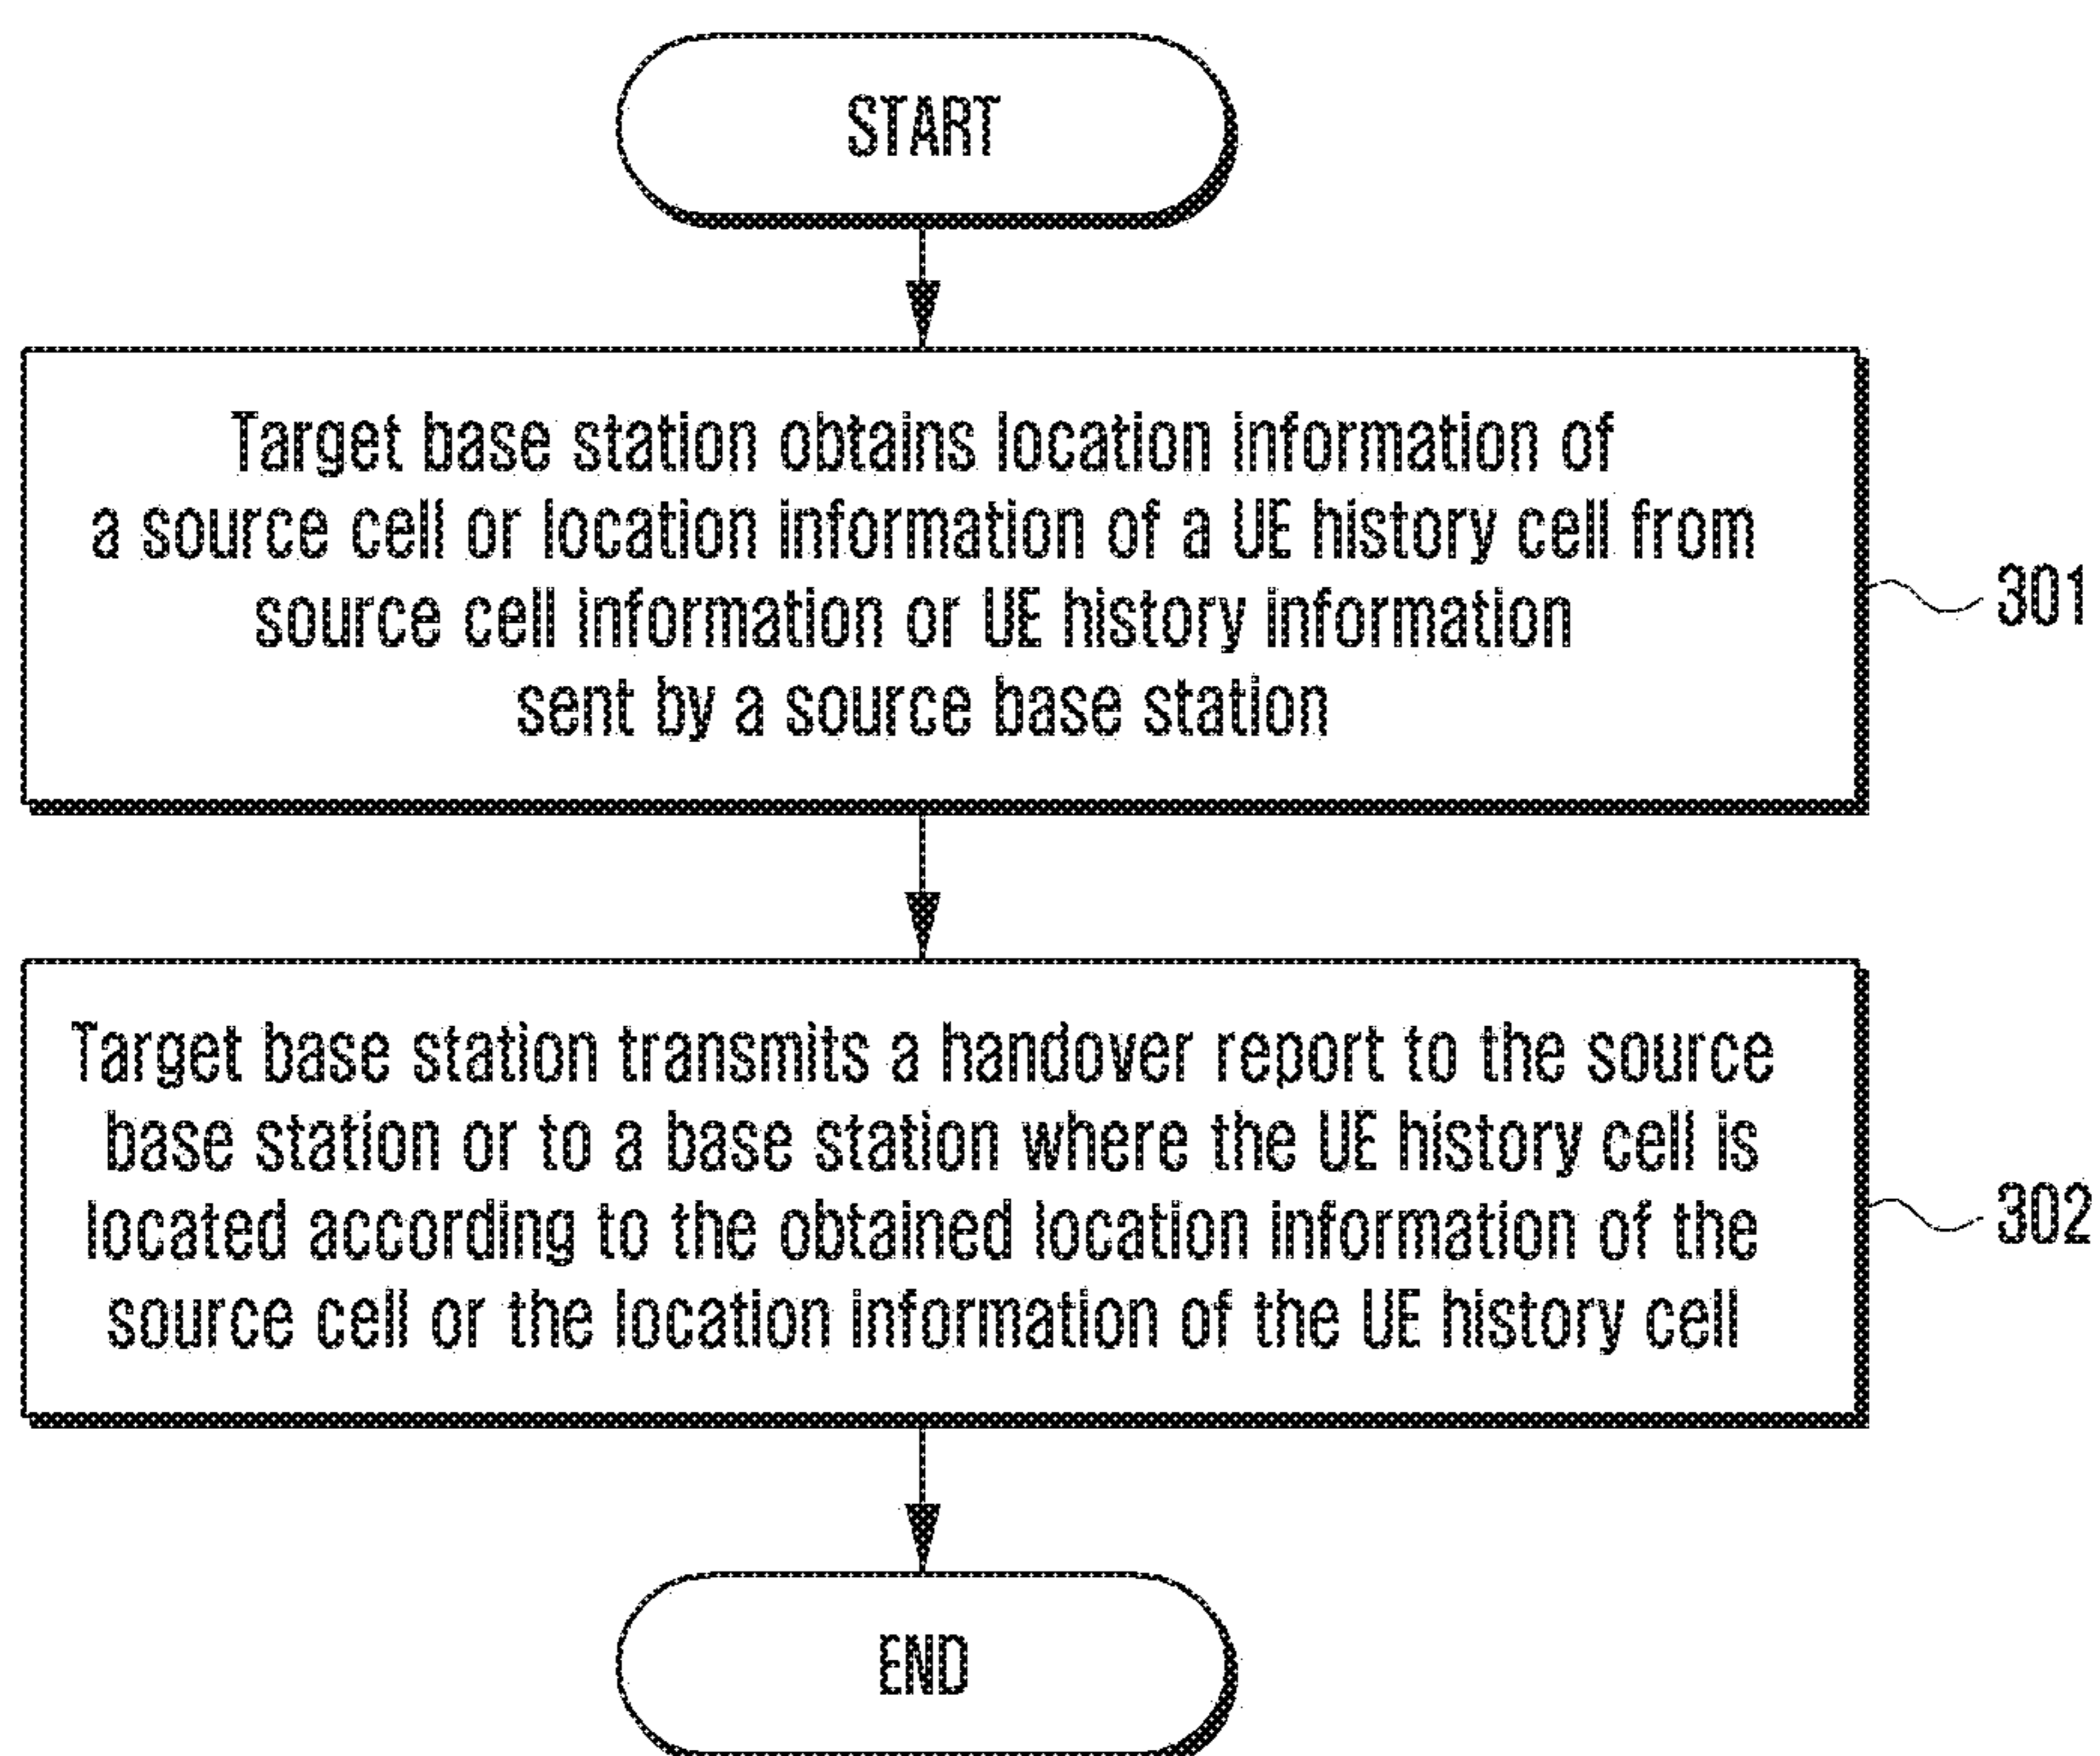 START
Target base station obtains location information of
a source cell or location information of a UE history cell from
source cell information or UE history information
sent by a source base station
301
Target base station transmits a handover report to the source
base station or to a base station where the UE history cell is
located according to the obtained location information of the
source cell or the location information of the UE history cell
302
END